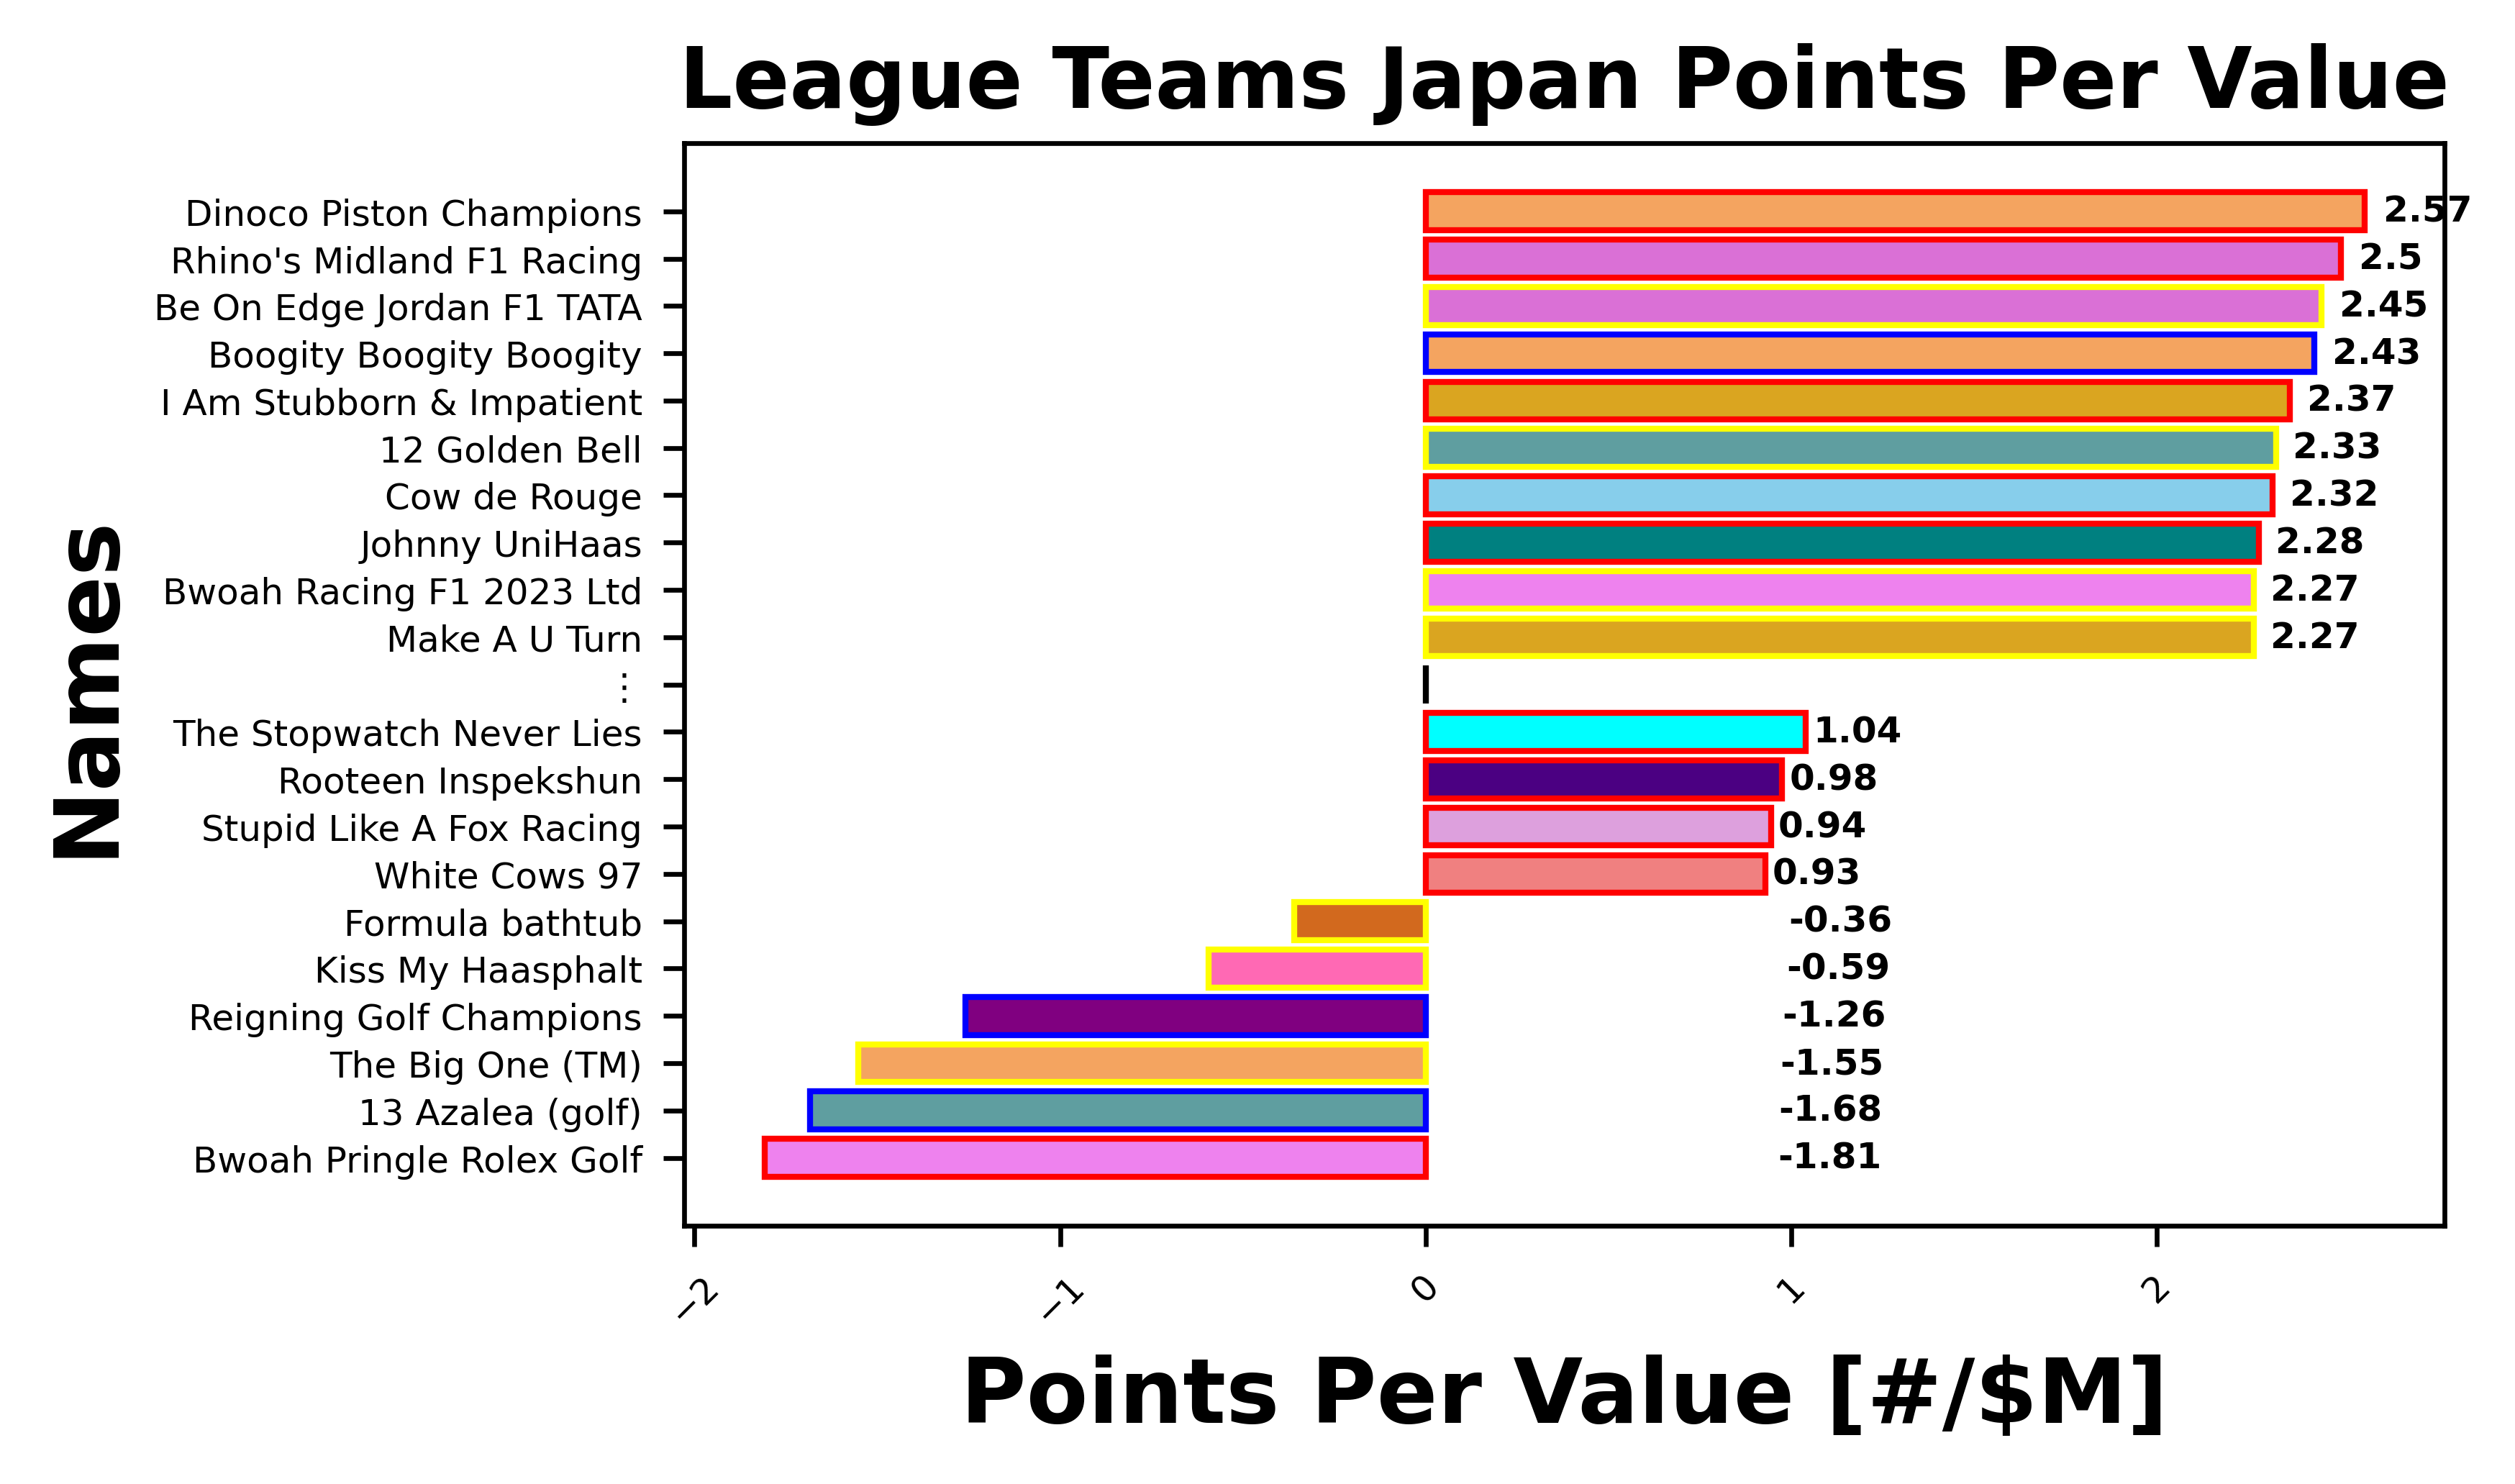 League Teams Japan Points Per Value
Names
Dinoco Piston Champions 2.57
Rhino's Midland F1 Racing 2.5
Be On Edge Jordan F1 TATA 2.45
Boogity Boogity Boogity 2.43
I Am Stubborn & Impatient 2.37
12 Golden Bell 2.33
Cow de Rouge 2.32
Johnny UniHaas 2.28
Bwoah Racing F1 2023 Ltd 2.27
Make A U Turn 2.27
⋮
The Stopwatch Never Lies 1.04
Rooteen Inspekshun 0.98
Stupid Like A Fox Racing 0.94
White Cows 97 0.93
Formula bathtub -0.36
Kiss My Haasphalt -0.59
Reigning Golf Champions -1.26
The Big One (TM) -1.55
13 Azalea (golf) -1.68
Bwoah Pringle Rolex Golf -1.81
−2 −1 0 1 2
Points Per Value [#/$M]